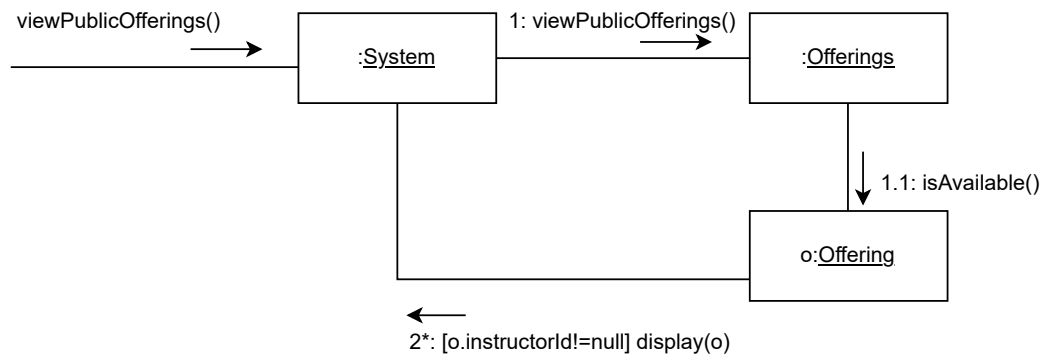 viewPublicOfferings()
1: viewPublicOfferings()
:System
:Offerings
1.1: isAvailable()
o:Offering
2*: [o.instructorId!=null] display(o)